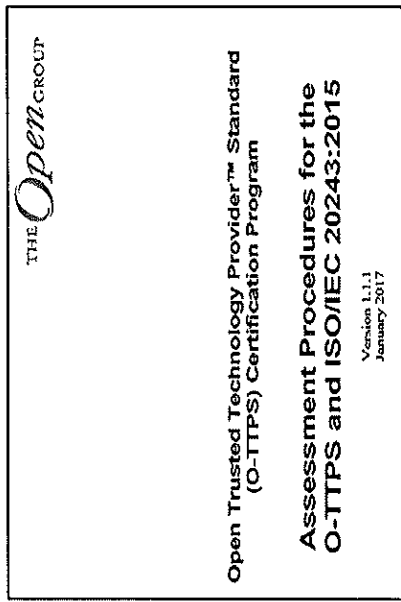 THE Open GROUP
Open Trusted Technology Provider™ Standard
(O-TTPS) Certification Program
Assessment Procedures for the
O-TTPS and ISO/IEC 20243:2015
Version 1.1.1
January 2017